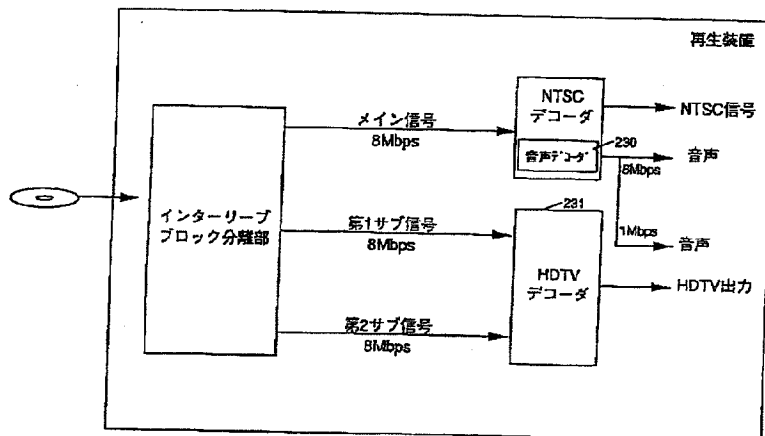 再生装置
メイン信号
8Mbps
NTSC
デコーダ
NTSC信号
230
音声デコーダ
8Mbps
音声
インターリーブ
ブロック分離部
第1サブ信号
8Mbps
231
1Mbps
音声
HDTV
デコーダ
HDTV出力
第2サブ信号
8Mbps